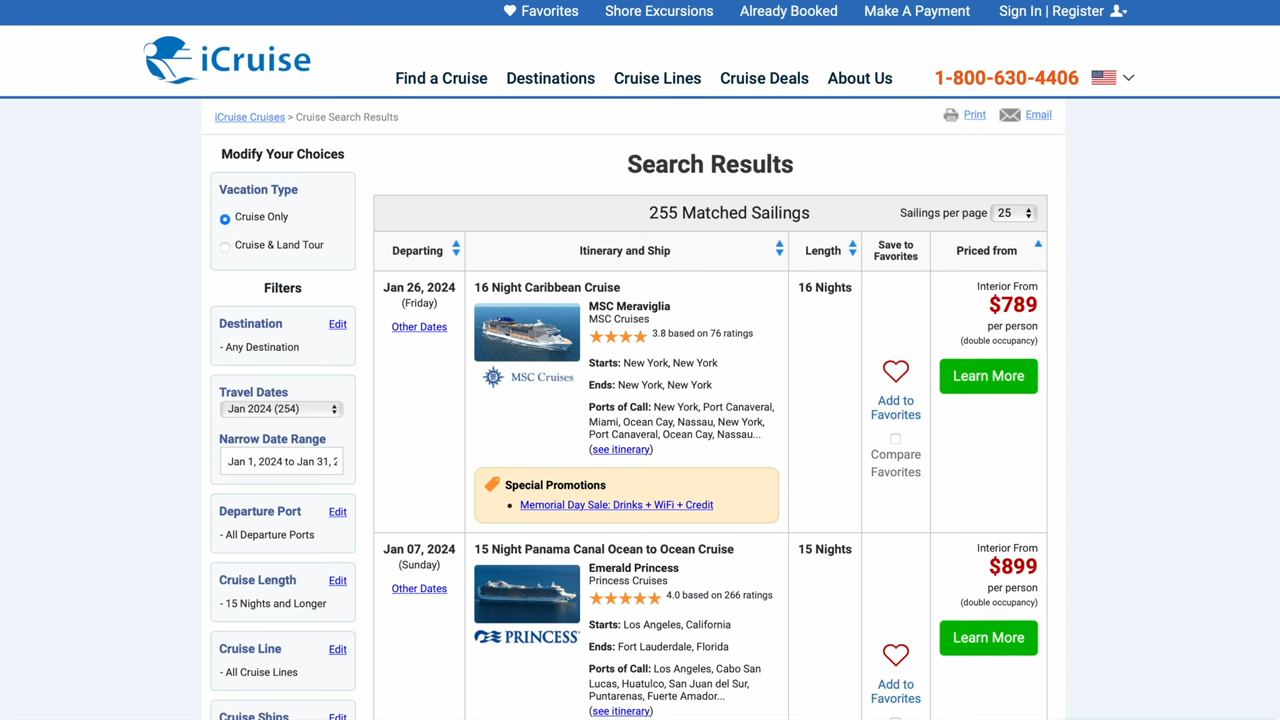 Favorites
Shore Excursions
Already Booked
Make A Payment
Sign In | Register
iCruise
Find a Cruise
Destinations
Cruise Lines
Cruise Deals
About Us
1-800-630-4406
iCruise Cruises > Cruise Search Results
Print
Email
Modify Your Choices
Vacation Type
Cruise Only
Cruise & Land Tour
Filters
Destination
Edit
- Any Destination
Travel Dates
Jan 2024 (254)
Narrow Date Range
Jan 1, 2024 to Jan 31, 2
Departure Port
Edit
- All Departure Ports
Cruise Length
Edit
- 15 Nights and Longer
Cruise Line
Edit
- All Cruise Lines
Cruise Ships
Edit
Search Results
255 Matched Sailings
Sailings per page 25
Departing
Itinerary and Ship
Length
Save to
Favorites
Priced from
Jan 26, 2024
(Friday)
Other Dates
16 Night Caribbean Cruise
MSC Meraviglia
MSC Cruises
3.8 based on 76 ratings
MSC CRUISES
Starts: New York, New York
Ends: New York, New York
Ports of Call: New York, Port Canaveral,
Miami, Ocean Cay, Nassau, New York,
Port Canaveral, Ocean Cay, Nassau...
(see itinerary)
Special Promotions
• Memorial Day Sale: Drinks + WiFi + Credit
16 Nights
Add to
Favorites
Compare
Favorites
Interior From
$789
per person
(double occupancy)
Learn More
Jan 07, 2024
(Sunday)
Other Dates
15 Night Panama Canal Ocean to Ocean Cruise
Emerald Princess
Princess Cruises
4.0 based on 266 ratings
PRINCESS
Starts: Los Angeles, California
Ends: Fort Lauderdale, Florida
Ports of Call: Los Angeles, Cabo San
Lucas, Huatulco, San Juan del Sur,
Puntarenas, Fuerte Amador...
(see itinerary)
15 Nights
Add to
Favorites
Interior From
$899
per person
(double occupancy)
Learn More